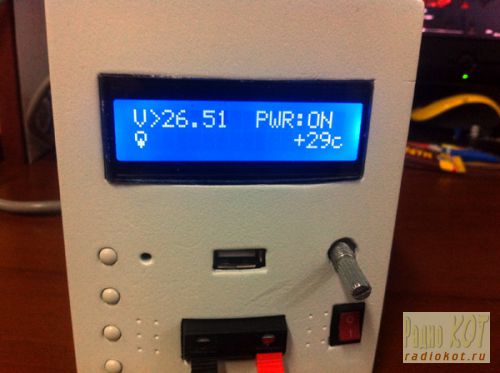 V>26.51 PWR:ON
+29c
Радио КОТ
radiokot.ru